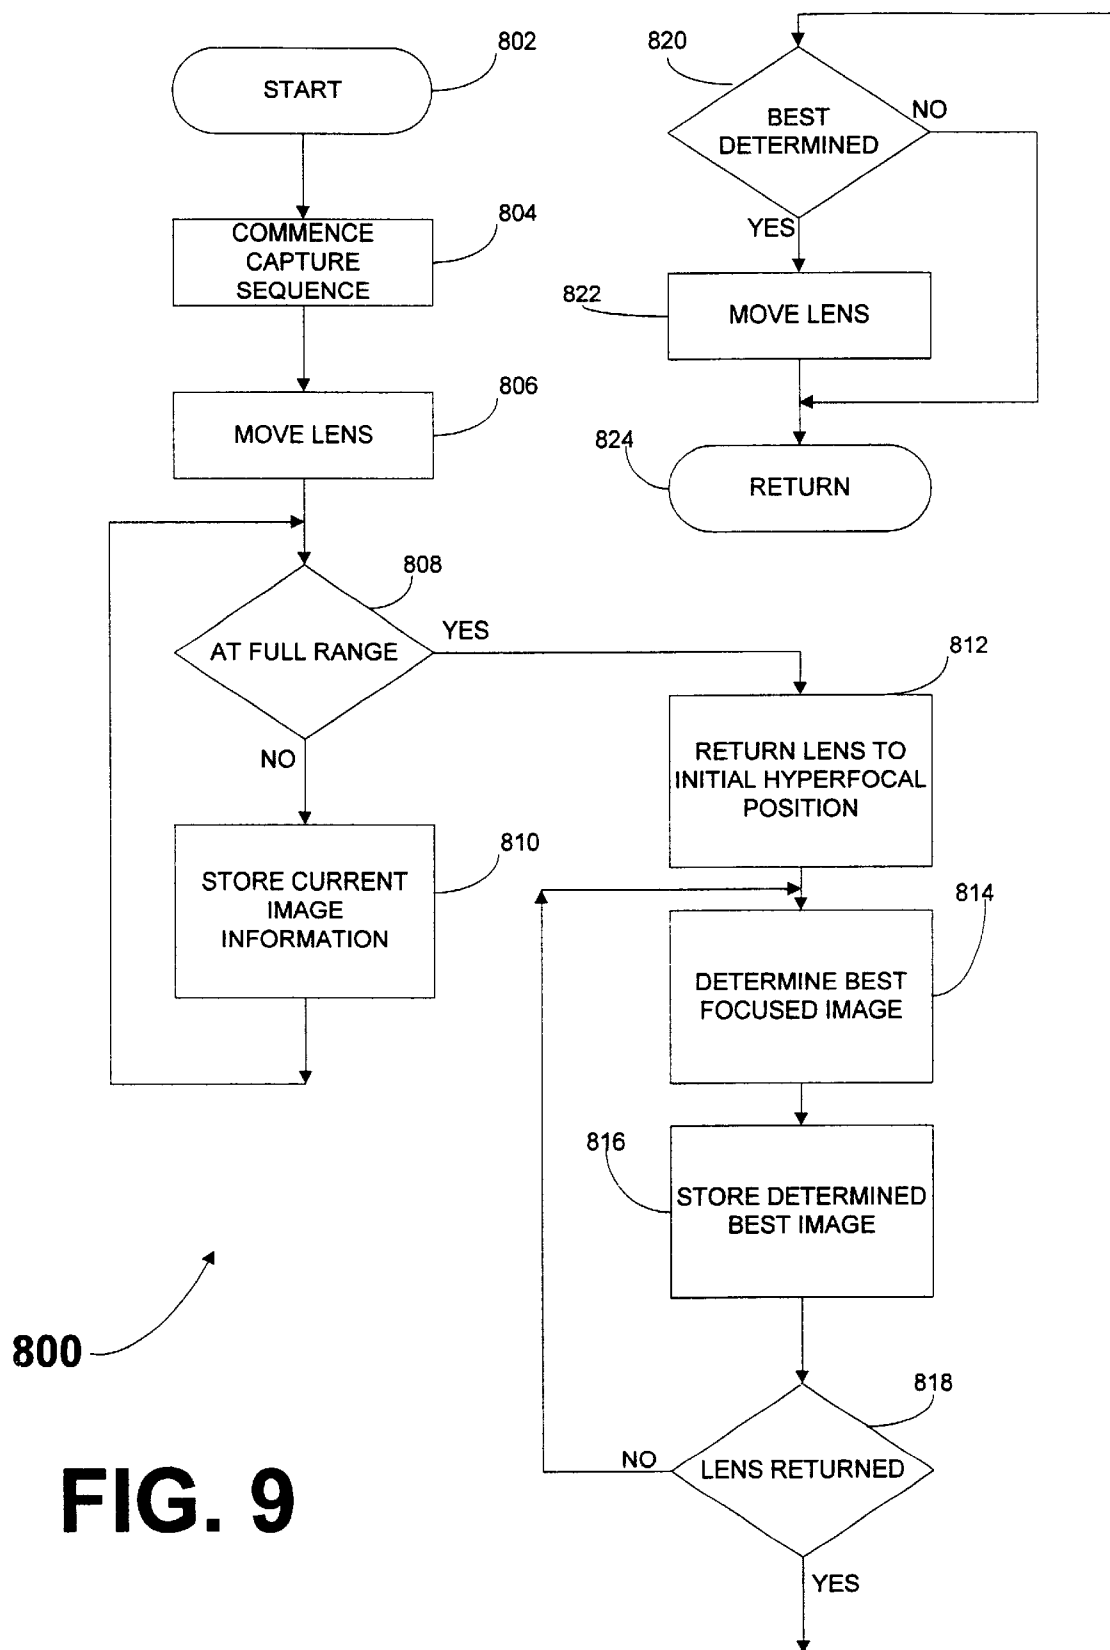 802
START
804
COMMENCE
CAPTURE
SEQUENCE
806
MOVE LENS
808
AT FULL RANGE
YES
NO
810
STORE CURRENT
IMAGE
INFORMATION
812
RETURN LENS TO
INITIAL HYPERFOCAL
POSITION
814
DETERMINE BEST
FOCUSED IMAGE
816
STORE DETERMINED
BEST IMAGE
818
LENS RETURNED
NO
YES
820
BEST
DETERMINED
NO
YES
822
MOVE LENS
824
RETURN
800
FIG. 9